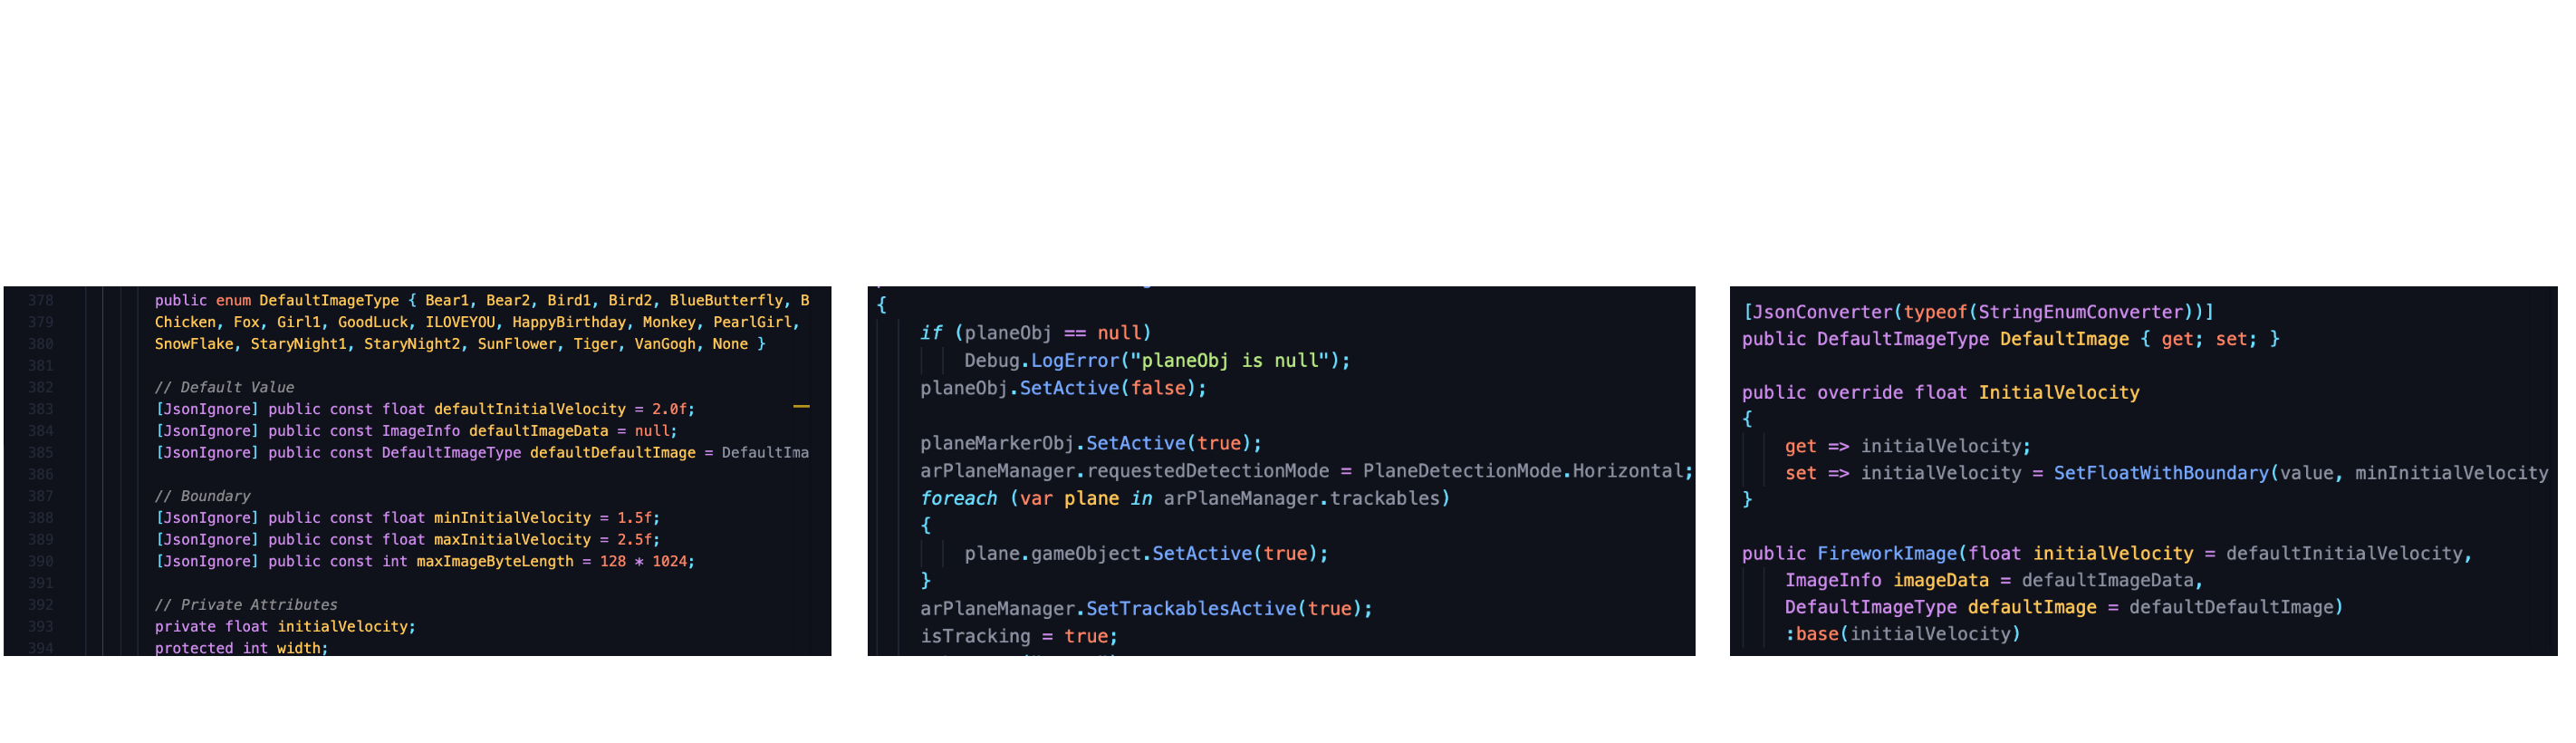 378 public enum DefaultImageType { Bear1, Bear2, Bird1, Bird2, BlueButterfly, B
379 Chicken, Fox, Girl1, GoodLuck, ILOVEYOU, HappyBirthday, Monkey, PearlGirl,
380 SnowFlake, StaryNight1, StaryNight2, SunFlower, Tiger, VanGogh, None }
381
382 // Default Value
383 [JsonIgnore] public const float defaultInitialVelocity = 2.0f;
384 [JsonIgnore] public const ImageInfo defaultImageData = null;
385 [JsonIgnore] public const DefaultImageType defaultDefaultImage = DefaultIma
386
387 // Boundary
388 [JsonIgnore] public const float minInitialVelocity = 1.5f;
389 [JsonIgnore] public const float maxInitialVelocity = 2.5f;
390 [JsonIgnore] public const int maxImageByteLength = 128 * 1024;
391
392 // Private Attributes
393 private float initialVelocity;
394 protected int width;
{
if (planeObj == null)
Debug.LogError("planeObj is null");
planeObj.SetActive(false);
planeMarkerObj.SetActive(true);
arPlaneManager.requestedDetectionMode = PlaneDetectionMode.Horizontal;
foreach (var plane in arPlaneManager.trackables)
{
plane.gameObject.SetActive(true);
}
arPlaneManager.SetTrackablesActive(true);
isTracking = true;
[JsonConverter(typeof(StringEnumConverter))]
public DefaultImageType DefaultImage { get; set; }
public override float InitialVelocity
{
get => initialVelocity;
set => initialVelocity = SetFloatWithBoundary(value, minInitialVelocity
}
public FireworkImage(float initialVelocity = defaultInitialVelocity,
ImageInfo imageData = defaultImageData,
DefaultImageType defaultImage = defaultDefaultImage)
:base(initialVelocity)